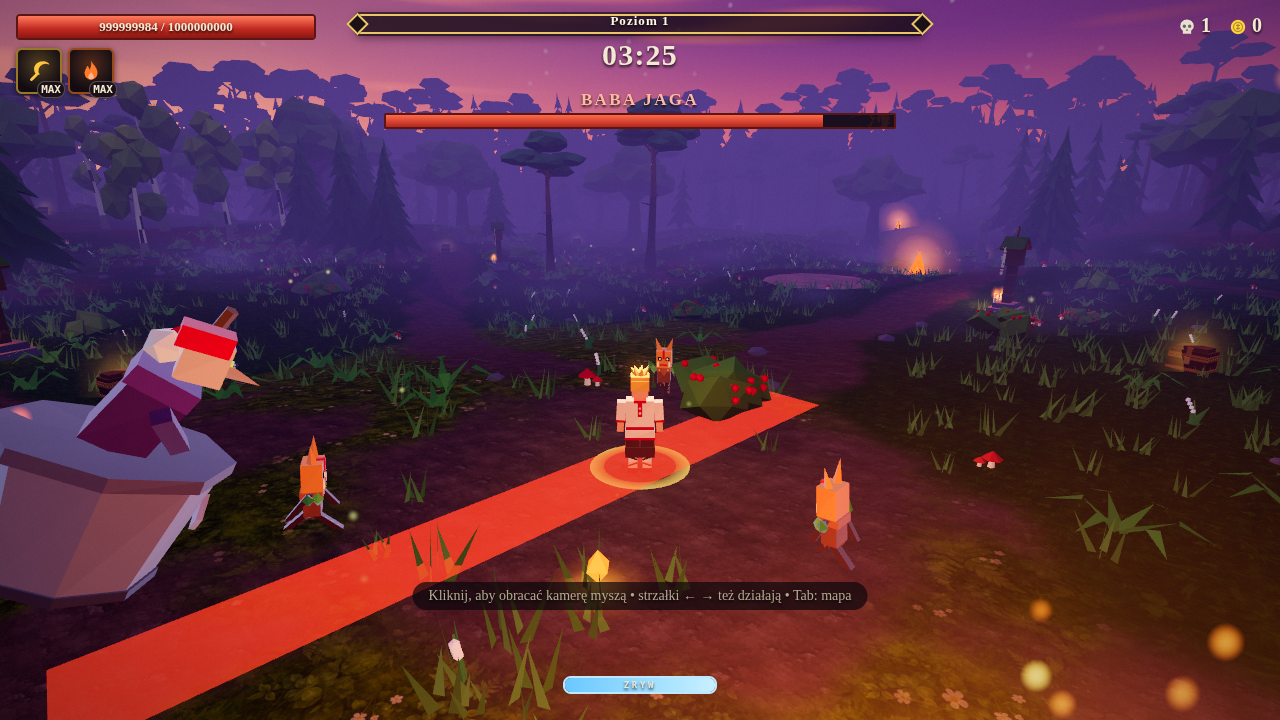 999999984 / 1000000000
Poziom 1
1
0
03:25
MAX
MAX
BABA JAGA
Kliknij, aby obracać kamerę myszą • strzałki ← → też działają • Tab: mapa
ZRYW